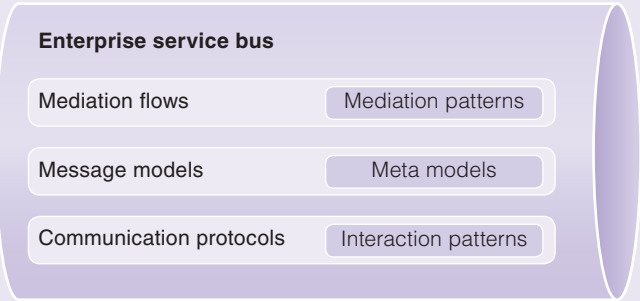 Enterprise service bus
Mediation flows Mediation patterns
Message models Meta models
Communication protocols Interaction patterns